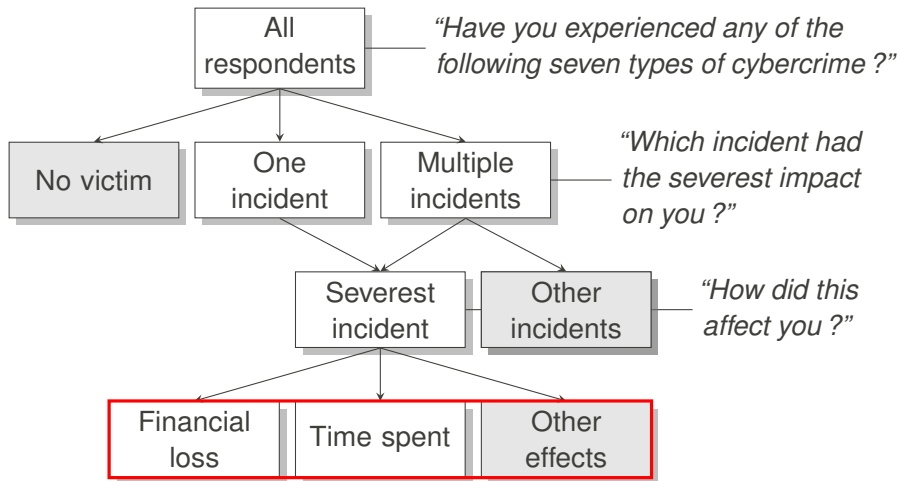 All
respondents
“Have you experienced any of the
following seven types of cybercrime ?”
No victim
One
incident
Multiple
incidents
“Which incident had
the severest impact
on you ?”
Severest
incident
Other
incidents
“How did this
affect you ?”
Financial
loss
Time spent
Other
effects